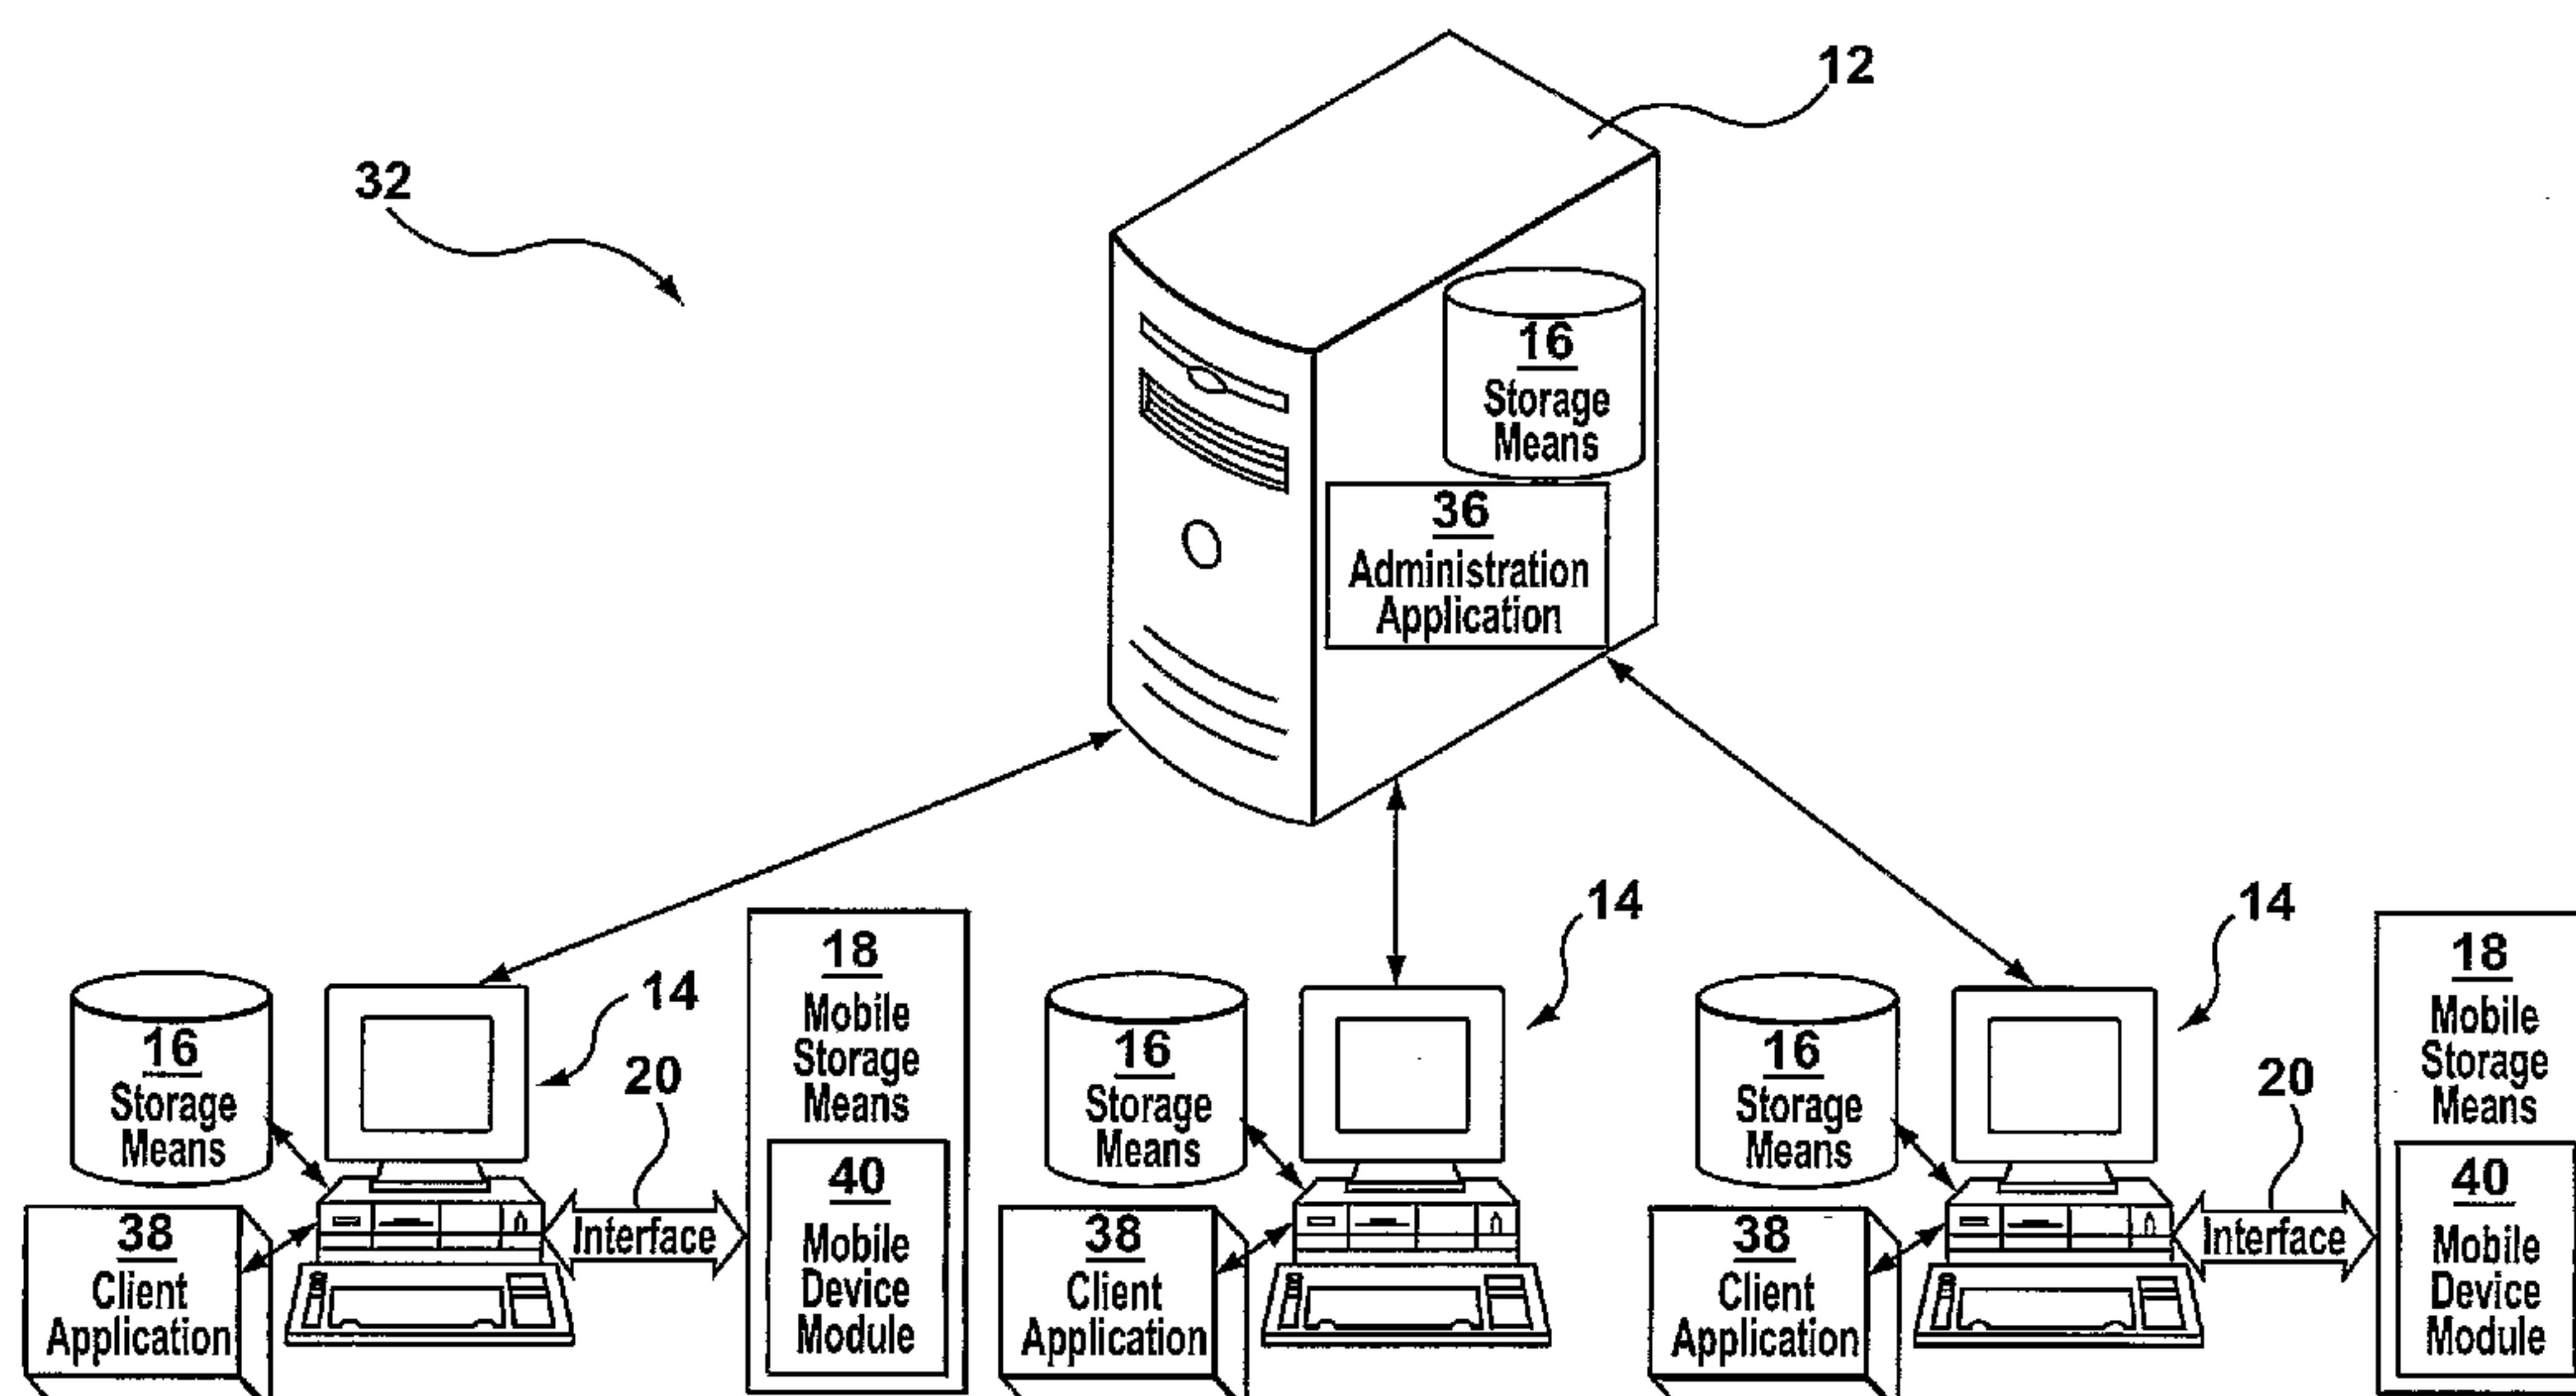 12
32
16
Storage
Means
36
Administration
Application
14
16
Storage
Means
38
Client
Application
20
Interface
18
Mobile
Storage
Means
40
Mobile
Device
Module
14
16
Storage
Means
38
Client
Application
14
16
Storage
Means
38
Client
Application
20
Interface
18
Mobile
Storage
Means
40
Mobile
Device
Module